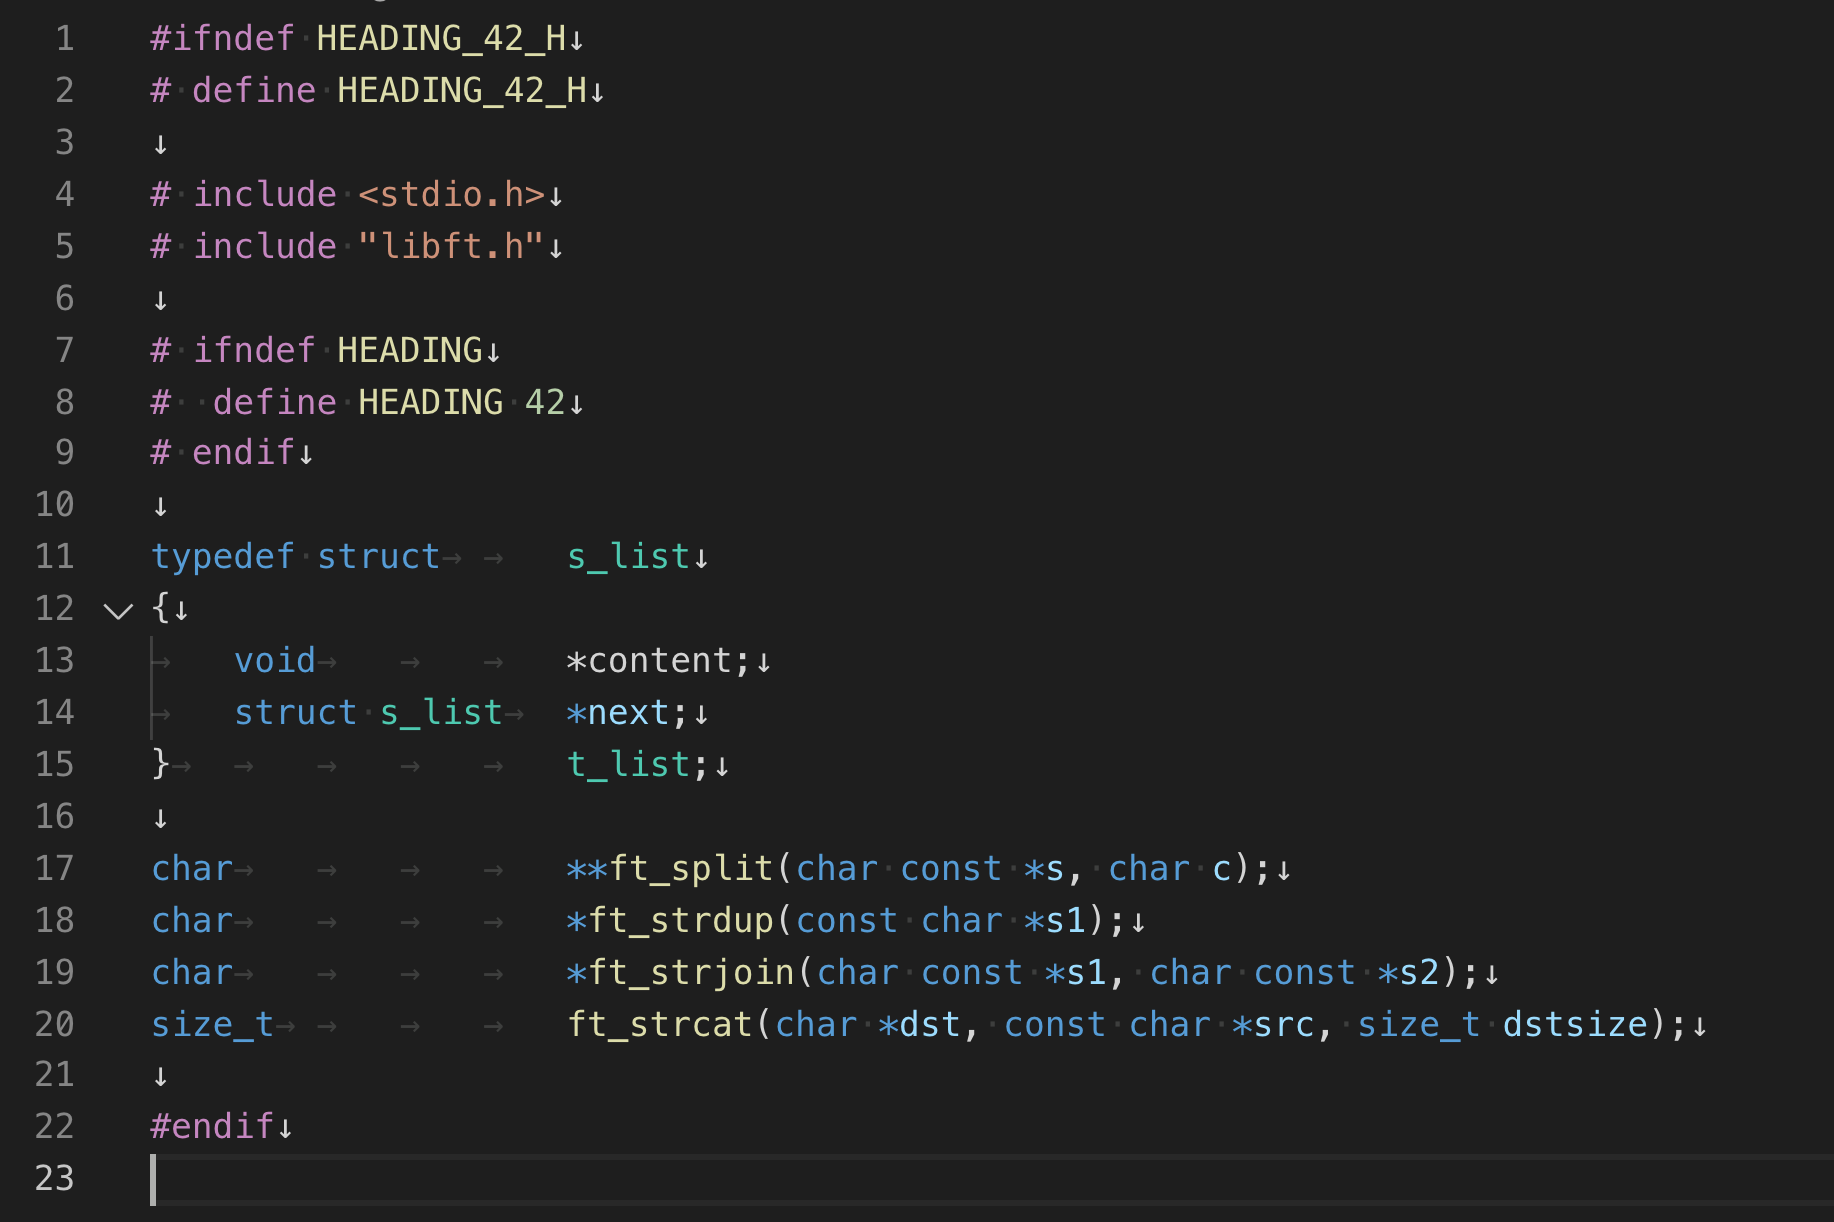 1 #ifndef HEADING_42_H↓
2 # define HEADING_42_H↓
3 ↓
4 # include <stdio.h>↓
5 # include "libft.h"↓
6 ↓
7 # ifndef HEADING↓
8 #  define HEADING 42↓
9 # endif↓
10 ↓
11 typedef struct→ → s_list↓
12 {↓
13 → void→ → → *content;↓
14 → struct s_list→ *next;↓
15 }→ → → → → t_list;↓
16 ↓
17 char→ → → → **ft_split(char const *s, char c);↓
18 char→ → → → *ft_strdup(const char *s1);↓
19 char→ → → → *ft_strjoin(char const *s1, char const *s2);↓
20 size_t→ → → → ft_strcat(char *dst, const char *src, size_t dstsize);↓
21 ↓
22 #endif↓
23